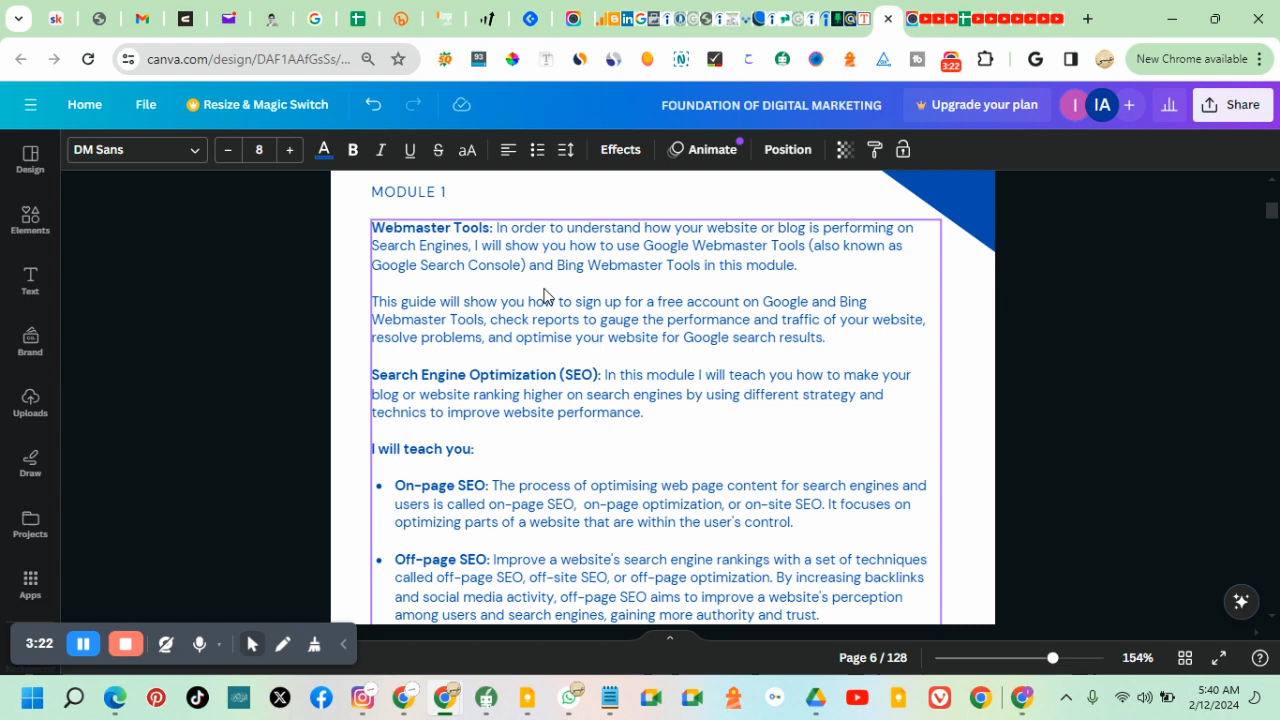 canva.com/design/DAF1AAfGsSs/...
93
3:22
New Chrome available
Home
File
Resize & Magic Switch
FOUNDATION OF DIGITAL MARKETING
Upgrade your plan
I
IA
Share
DM Sans
8
Effects
Animate
Position
Design
Elements
Text
Brand
Uploads
Draw
Projects
Apps
MODULE 1
Webmaster Tools: In order to understand how your website or blog is performing on
Search Engines, I will show you how to use Google Webmaster Tools (also known as
Google Search Console) and Bing Webmaster Tools in this module.
This guide will show you how to sign up for a free account on Google and Bing
Webmaster Tools, check reports to gauge the performance and traffic of your website,
resolve problems, and optimise your website for Google search results.
Search Engine Optimization (SEO): In this module I will teach you how to make your
blog or website ranking higher on search engines by using different strategy and
technics to improve website performance.
I will teach you:
On-page SEO: The process of optimising web page content for search engines and
users is called on-page SEO, on-page optimization, or on-site SEO. It focuses on
optimizing parts of a website that are within the user's control.
Off-page SEO: Improve a website's search engine rankings with a set of techniques
called off-page SEO, off-site SEO, or off-page optimization. By increasing backlinks
and social media activity, off-page SEO aims to improve a website's perception
among users and search engines, gaining more authority and trust.
3:22
Page 6 / 128
154%
5:40 AM
2/12/2024